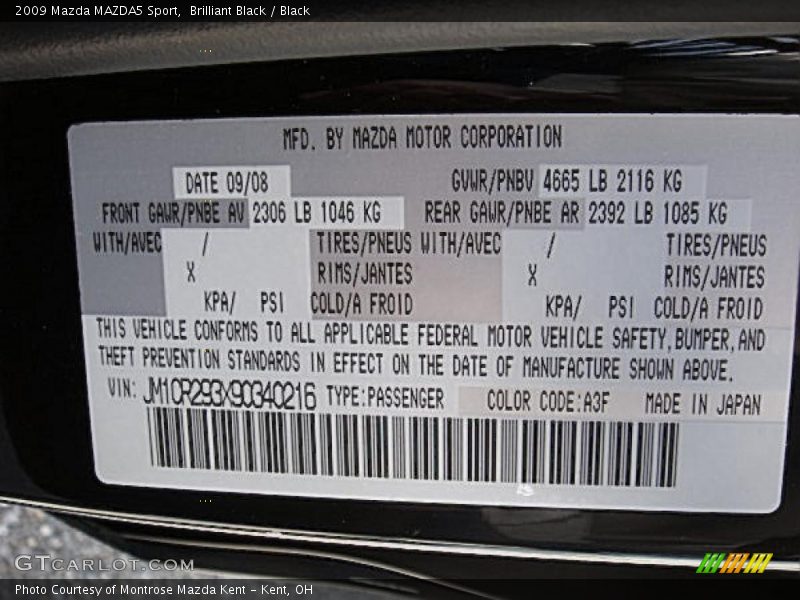 2009 Mazda MAZDA5 Sport,  Brilliant Black / Black
MFD. BY MAZDA MOTOR CORPORATION
DATE 09/08 GVWR/PNBV 4665 LB 2116 KG
FRONT GAWR/PNBE AV 2306 LB 1046 KG REAR GAWR/PNBE AR 2392 LB 1085 KG
WITH/AVEC / TIRES/PNEUS WITH/AVEC / TIRES/PNEUS
X RIMS/JANTES X RIMS/JANTES
KPA/ PSI COLD/A FROID KPA/ PSI COLD/A FROID
THIS VEHICLE CONFORMS TO ALL APPLICABLE FEDERAL MOTOR VEHICLE SAFETY, BUMPER, AND
THEFT PREVENTION STANDARDS IN EFFECT ON THE DATE OF MANUFACTURE SHOWN ABOVE.
VIN: JM1CR293X90340216 TYPE:PASSENGER COLOR CODE:A3F MADE IN JAPAN
GTCARLOT.COM
Photo Courtesy of Montrose Mazda Kent - Kent, OH